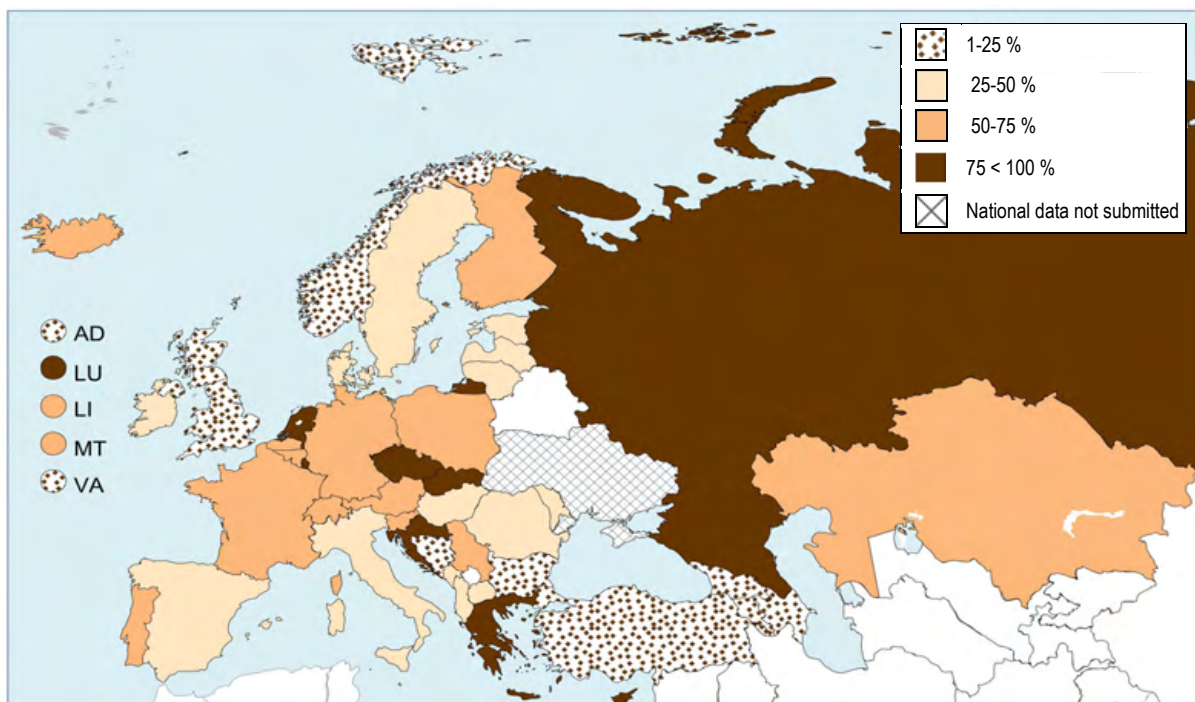 1-25 %
25-50 %
50-75 %
75 < 100 %
National data not submitted
AD
LU
LI
MT
VA